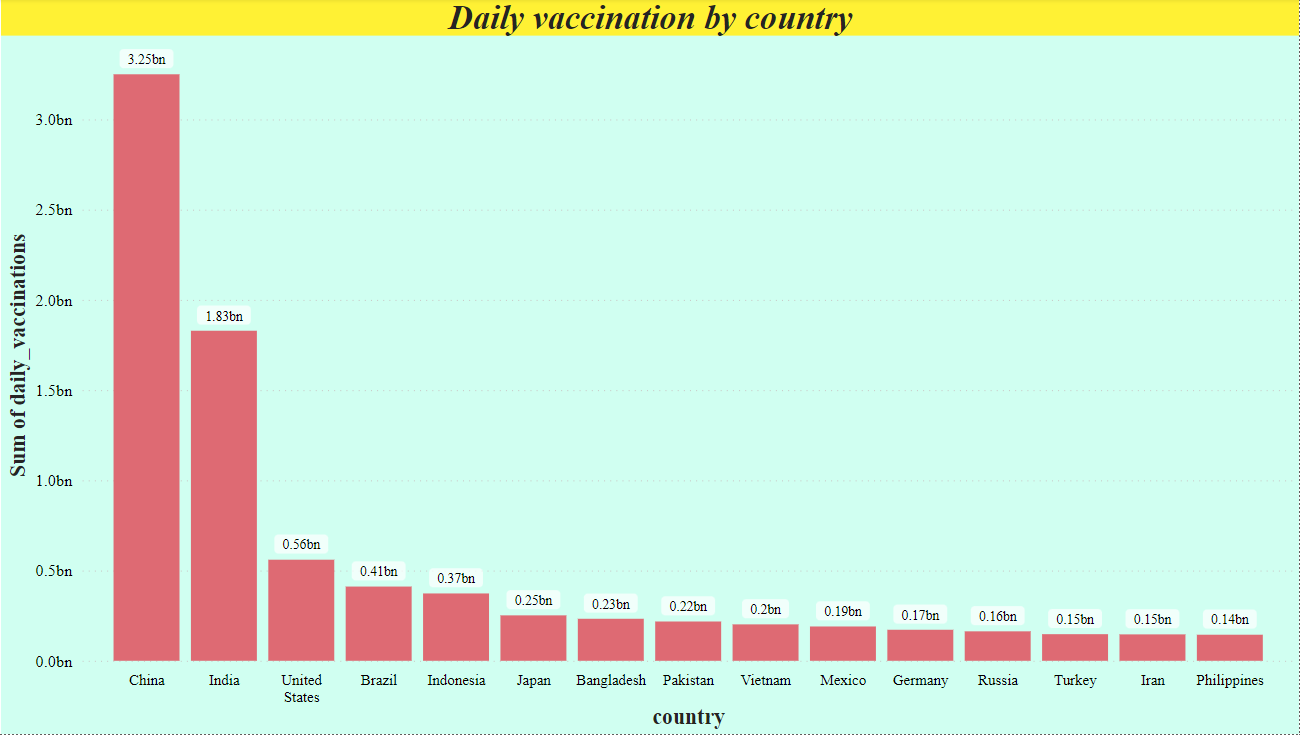 Daily vaccination by country
Sum of daily_vaccinations
3.0bn
2.5bn
2.0bn
1.5bn
1.0bn
0.5bn
0.0bn
3.25bn
1.83bn
0.56bn
0.41bn
0.37bn
0.25bn
0.23bn
0.22bn
0.2bn
0.19bn
0.17bn
0.16bn
0.15bn
0.15bn
0.14bn
China
India
United
States
Brazil
Indonesia
Japan
Bangladesh
Pakistan
Vietnam
Mexico
Germany
Russia
Turkey
Iran
Philippines
country